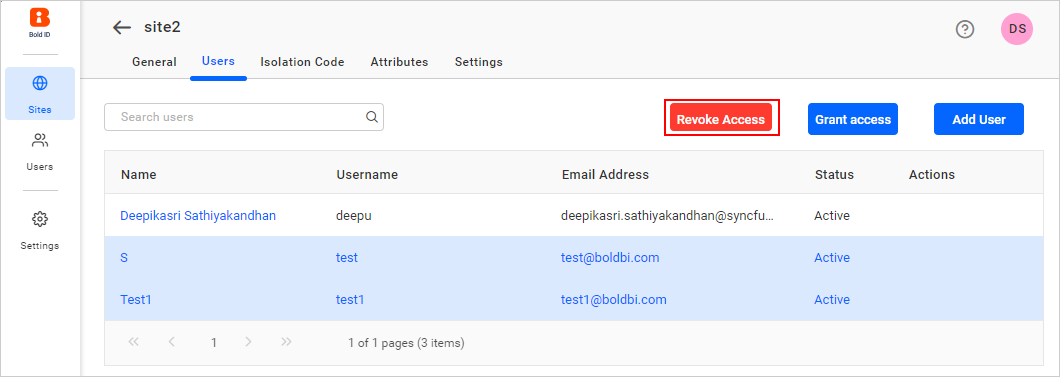 Bold ID
Sites
Users
Settings
site2
DS
General Users Isolation Code Attributes Settings
Search users
Revoke Access Grant access Add User
Name Username Email Address Status Actions
Deepikasri Sathiyakandhan deepu deepikasri.sathiyakandhan@syncfu... Active
S test test@boldbi.com Active
Test1 test1 test1@boldbi.com Active
1 1 of 1 pages (3 items)